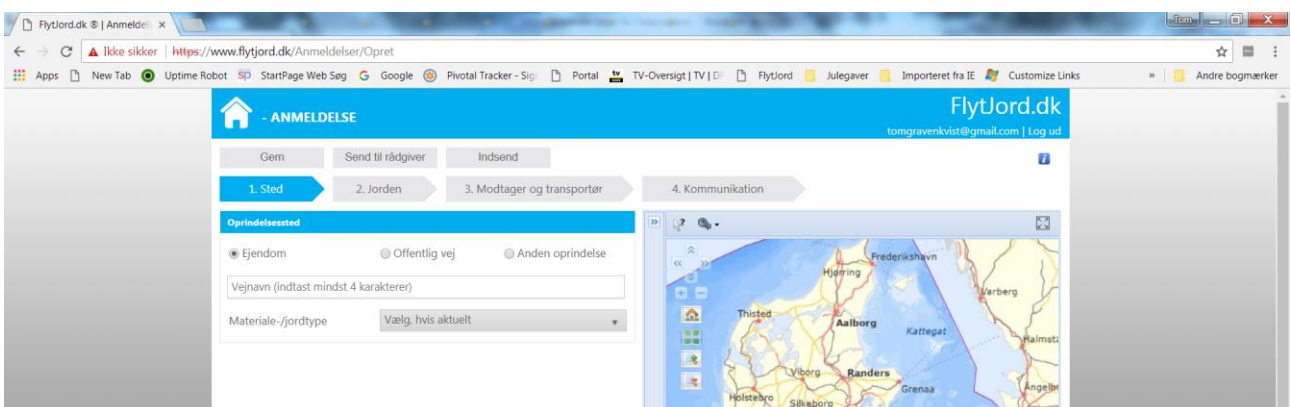 FlytJord.dk ® | Anmeldel
Tom
Ikke sikker | https://www.flytjord.dk/Anmeldelser/Opret
Apps New Tab Uptime Robot StartPage Web Søg Google Pivotal Tracker - Sig Portal TV-Oversigt | TV | DR FlytJord Julegaver Importeret fra IE Customize Links » Andre bogmærker
- ANMELDELSE
FlytJord.dk
tomgravenkvist@gmail.com | Log ud
Gem Send til rådgiver Indsend
1. Sted 2. Jorden 3. Modtager og transportør 4. Kommunikation
Oprindelsessted
Ejendom Offentlig vej Anden oprindelse
Vejnavn (indtast mindst 4 karakterer)
Materiale-/jordtype Vælg, hvis aktuelt
Frederikshavn
Hjørring
Varberg
Thisted
Aalborg
Kattegat
Halmsta
Viborg
Randers
Grenaa
Ängelh
Holstebro
Silkeborg